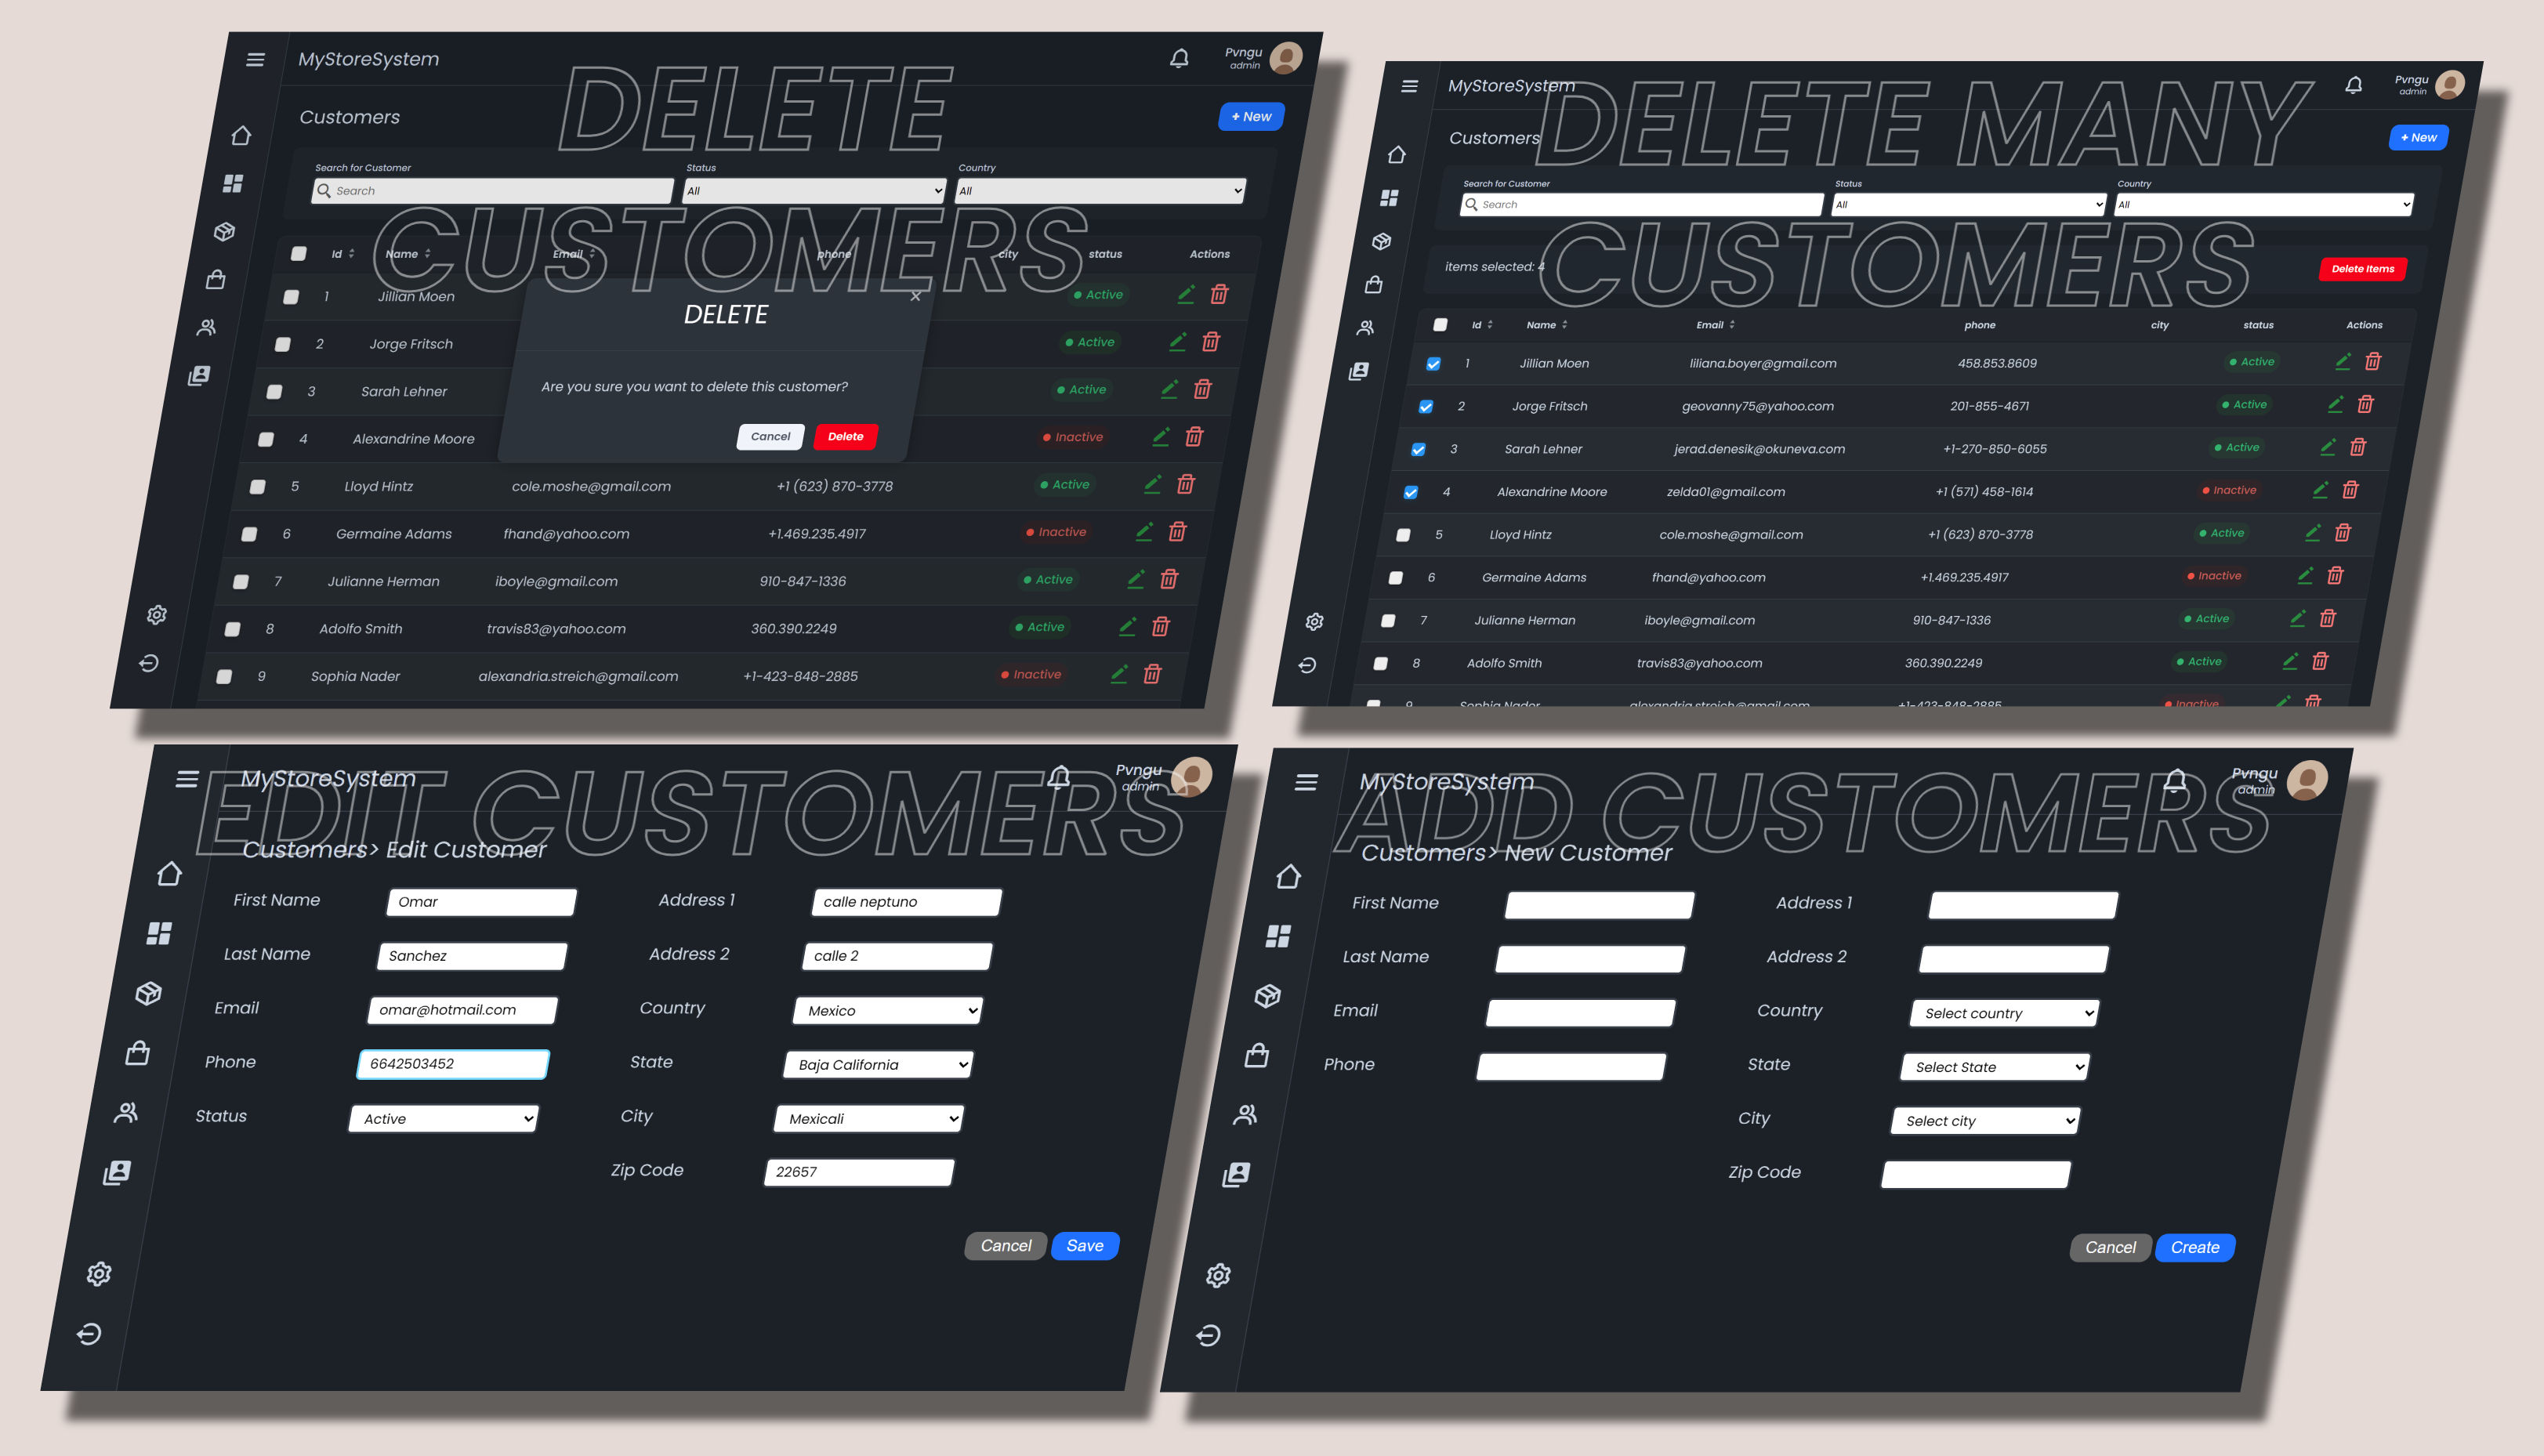 MyStoreSystem
Pvngu
admin
DELETE
Customers
+ New
Search for Customer Status Country
Search All All
CUSTOMERS
Id Name Email phone city status Actions
1 Jillian Moen Active
2 Jorge Fritsch Active
3 Sarah Lehner Active
4 Alexandrine Moore Inactive
DELETE
Are you sure you want to delete this customer?
Cancel Delete
5 Lloyd Hintz cole.moshe@gmail.com +1 (623) 870-3778 Active
6 Germaine Adams fhand@yahoo.com +1.469.235.4917 Inactive
7 Julianne Herman iboyle@gmail.com 910-847-1336 Active
8 Adolfo Smith travis83@yahoo.com 360.390.2249 Active
9 Sophia Nader alexandria.streich@gmail.com +1-423-848-2885 Inactive
MyStoreSystem
Pvngu
admin
DELETE MANY
Customers
+ New
Search for Customer Status Country
Search All All
CUSTOMERS
items selected: 4
Delete Items
Id Name Email phone city status Actions
1 Jillian Moen liliana.boyer@gmail.com 458.853.8609 Active
2 Jorge Fritsch geovanny75@yahoo.com 201-855-4671 Active
3 Sarah Lehner jerad.denesik@okuneva.com +1-270-850-6055 Active
4 Alexandrine Moore zelda01@gmail.com +1 (571) 458-1614 Inactive
5 Lloyd Hintz cole.moshe@gmail.com +1 (623) 870-3778 Active
6 Germaine Adams fhand@yahoo.com +1.469.235.4917 Inactive
7 Julianne Herman iboyle@gmail.com 910-847-1336 Active
8 Adolfo Smith travis83@yahoo.com 360.390.2249 Active
9 Sophia Nader alexandria.streich@gmail.com +1-423-848-2885 Inactive
MyStoreSystem
Pvngu
admin
EDIT CUSTOMERS
Customers> Edit Customer
First Name Omar Address 1 calle neptuno
Last Name Sanchez Address 2 calle 2
Email omar@hotmail.com Country Mexico
Phone 6642503452 State Baja California
Status Active City Mexicali
Zip Code 22657
Cancel Save
MyStoreSystem
Pvngu
admin
ADD CUSTOMERS
Customers> New Customer
First Name Address 1
Last Name Address 2
Email Country Select country
Phone State Select State
City Select city
Zip Code
Cancel Create